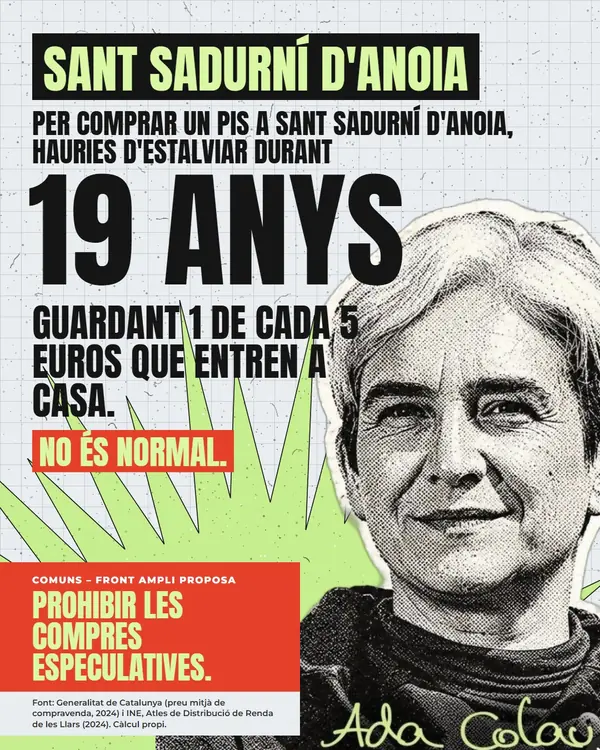 SANT SADURNÍ D'ANOIA
PER COMPRAR UN PIS A SANT SADURNÍ D'ANOIA,
HAURIES D'ESTALVIAR DURANT
19 ANYS
GUARDANT 1 DE CADA 5
EUROS QUE ENTREN A
CASA.
NO ÉS NORMAL.
COMUNS – FRONT AMPLI PROPOSA
PROHIBIR LES
COMPRES
ESPECULATIVES.
Font: Generalitat de Catalunya (preu mitjà de
compravenda, 2024) i INE, Atles de Distribució de Renda
de les Llars (2024). Càlcul propi.
Ada Colau